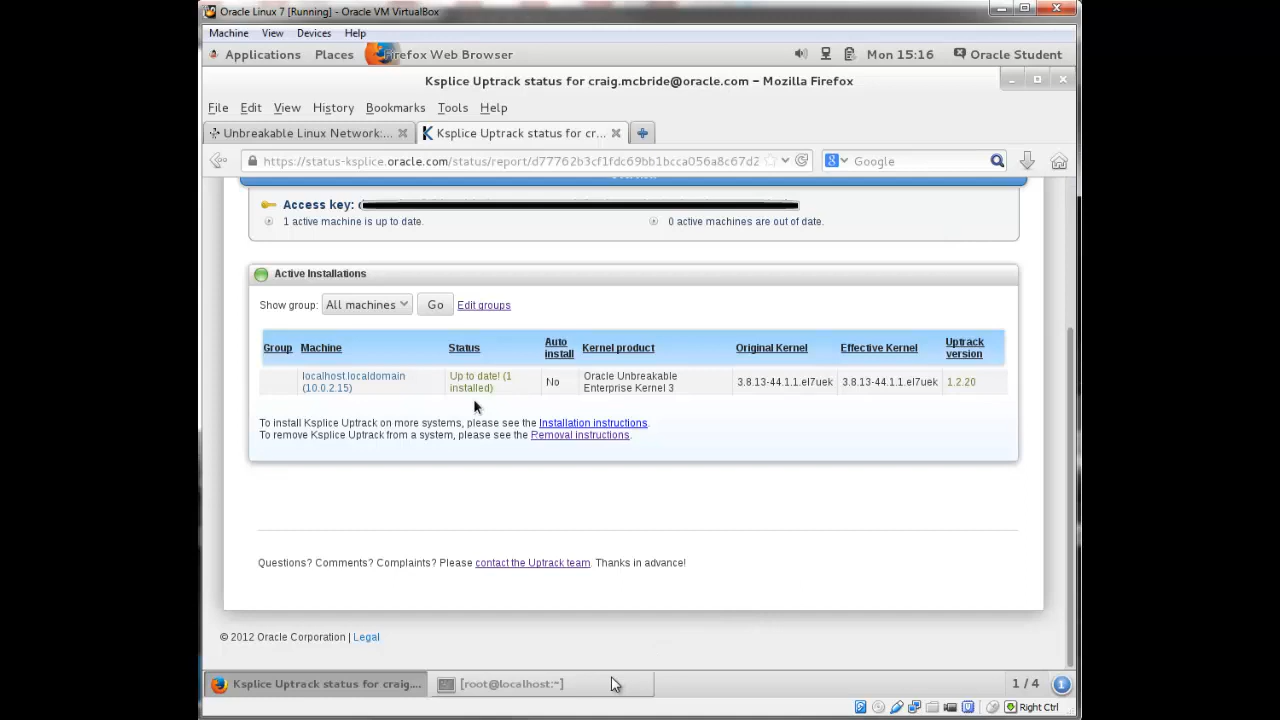 Oracle Linux 7 [Running] - Oracle VM VirtualBox
Machine View Devices Help
Applications Places Firefox Web Browser Mon 15:16 Oracle Student
Ksplice Uptrack status for craig.mcbride@oracle.com – Mozilla Firefox
File Edit View History Bookmarks Tools Help
Unbreakable Linux Network:... Ksplice Uptrack status for cr...
https://status-ksplice.oracle.com/status/report/d77762b3cf1fdc69bb1bcca056a8c67d2 Google
Access key:
1 active machine is up to date. 0 active machines are out of date.
Active Installations
Show group: All machines Go Edit groups
Group Machine Status Auto install Kernel product Original Kernel Effective Kernel Uptrack version
localhost.localdomain (10.0.2.15) Up to date! (1 installed) No Oracle Unbreakable Enterprise Kernel 3 3.8.13-44.1.1.el7uek 3.8.13-44.1.1.el7uek 1.2.20
To install Ksplice Uptrack on more systems, please see the Installation instructions.
To remove Ksplice Uptrack from a system, please see the Removal instructions.
Questions? Comments? Complaints? Please contact the Uptrack team. Thanks in advance!
© 2012 Oracle Corporation | Legal
Ksplice Uptrack status for craig.... [root@localhost:~] 1 / 4 1
Right Ctrl